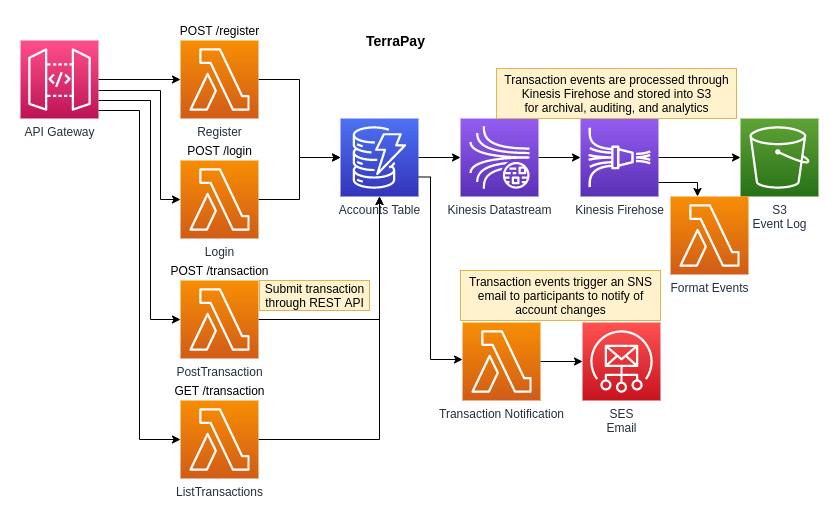 POST /register
TerraPay
API Gateway
Register
Transaction events are processed through
Kinesis Firehose and stored into S3
for archival, auditing, and analytics
POST /login
Login
Accounts Table
Kinesis Datastream
Kinesis Firehose
S3
Event Log
POST /transaction
Submit transaction
through REST API
PostTransaction
Format Events
Transaction events trigger an SNS
email to participants to notify of
account changes
GET /transaction
ListTransactions
Transaction Notification
SES
Email